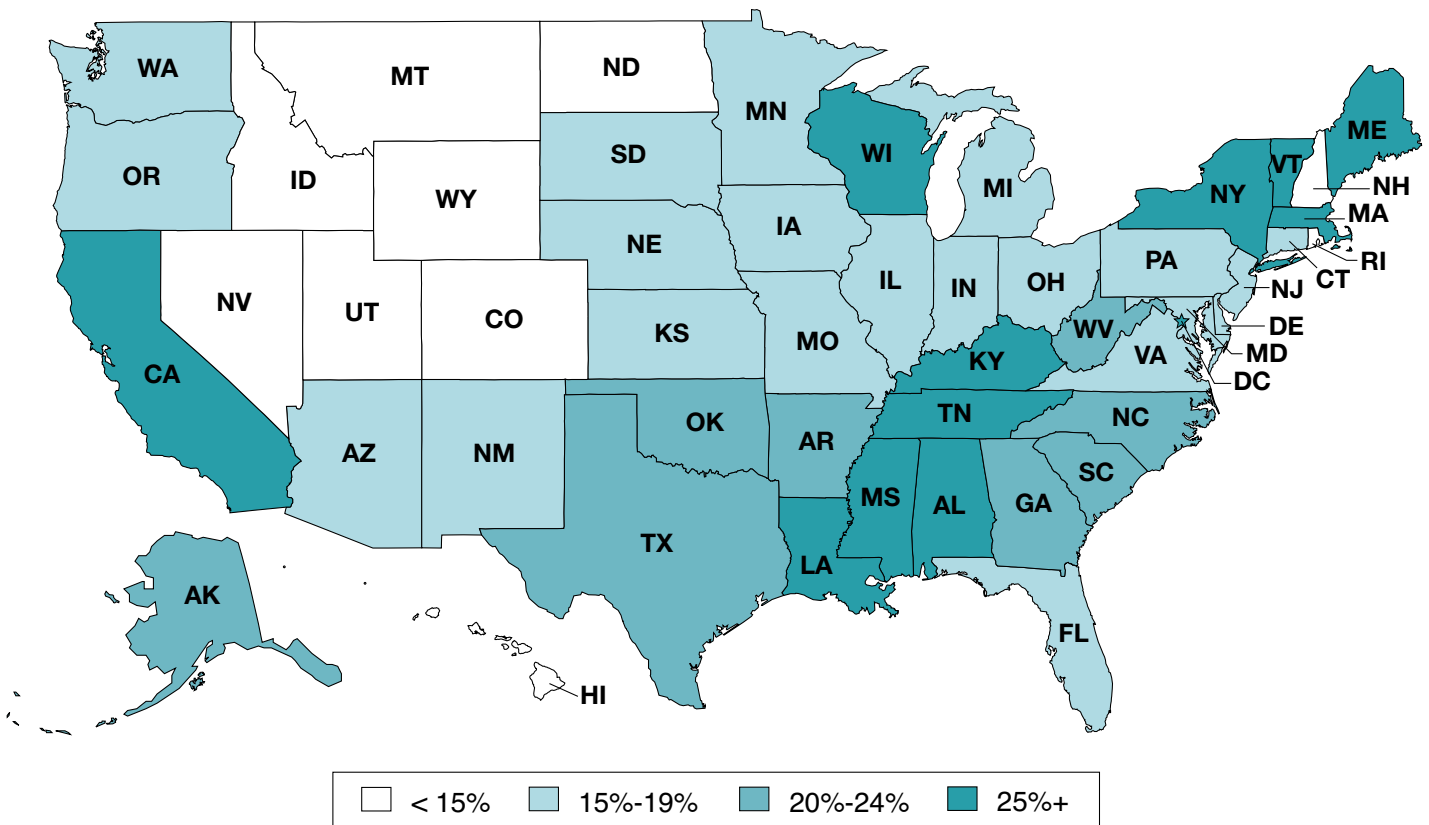 WA
MT
ND
MN
ME
OR
ID
SD
WI
VT
WY
MI
NY
NH
MA
NE
IA
PA
RI
CT
NV
UT
CO
IL
IN
OH
NJ
KS
MO
WV
DE
VA
MD
CA
KY
DC
AZ
NM
OK
AR
TN
NC
SC
TX
MS
AL
GA
LA
AK
FL
HI
< 15% 15%-19% 20%-24% 25%+